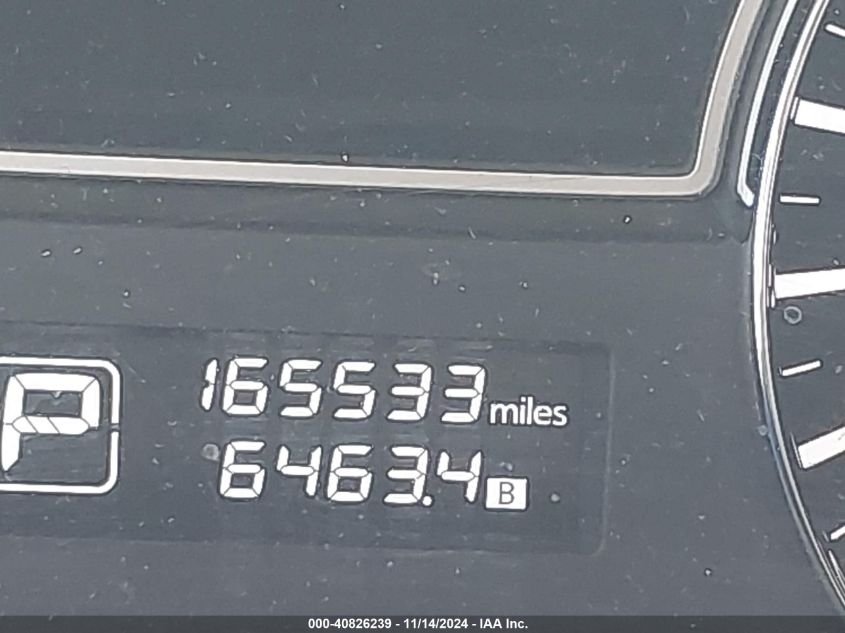 165533 miles
P
6463.4 B
000-40826239 - 11/14/2024 - IAA Inc.